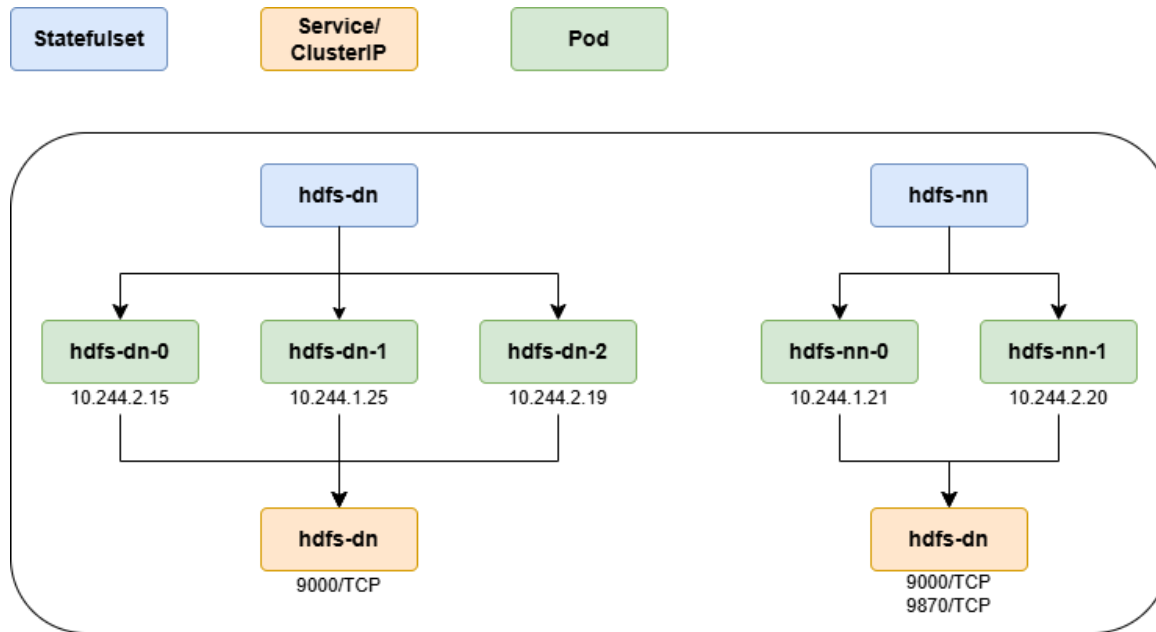 Statefulset
Service/
ClusterIP
Pod
hdfs-dn
hdfs-nn
hdfs-dn-0
hdfs-dn-1
hdfs-dn-2
hdfs-nn-0
hdfs-nn-1
10.244.2.15
10.244.1.25
10.244.2.19
10.244.1.21
10.244.2.20
hdfs-dn
hdfs-dn
9000/TCP
9000/TCP
9870/TCP